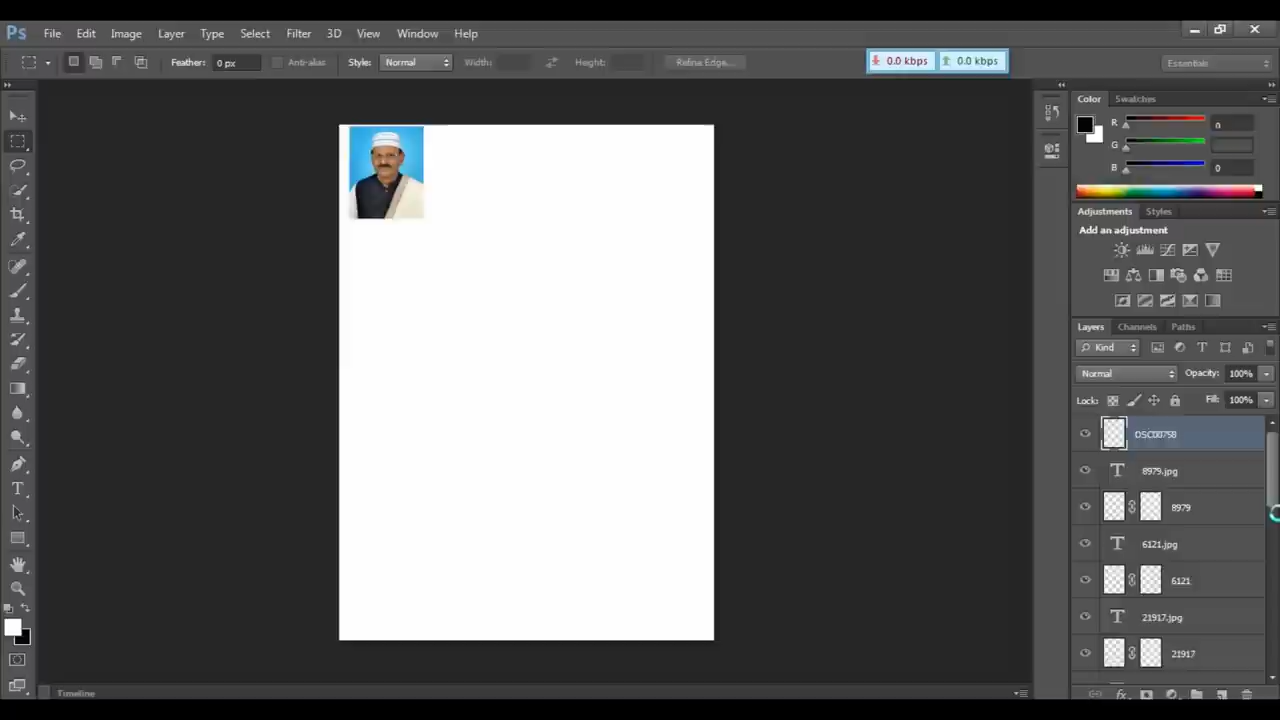 Ps File Edit Image Layer Type Select Filter 3D View Window Help
Feather: 0 px Anti-alias Style: Normal Width: Height: Refine Edge... 0.0 kbps 0.0 kbps Essentials
Color Swatches
R 0
G
B 0
Adjustments Styles
Add an adjustment
Layers Channels Paths
Kind
Normal Opacity: 100%
Lock: Fill: 100%
DSC00758
8979.jpg
8979
6121.jpg
6121
21917.jpg
21917
Timeline